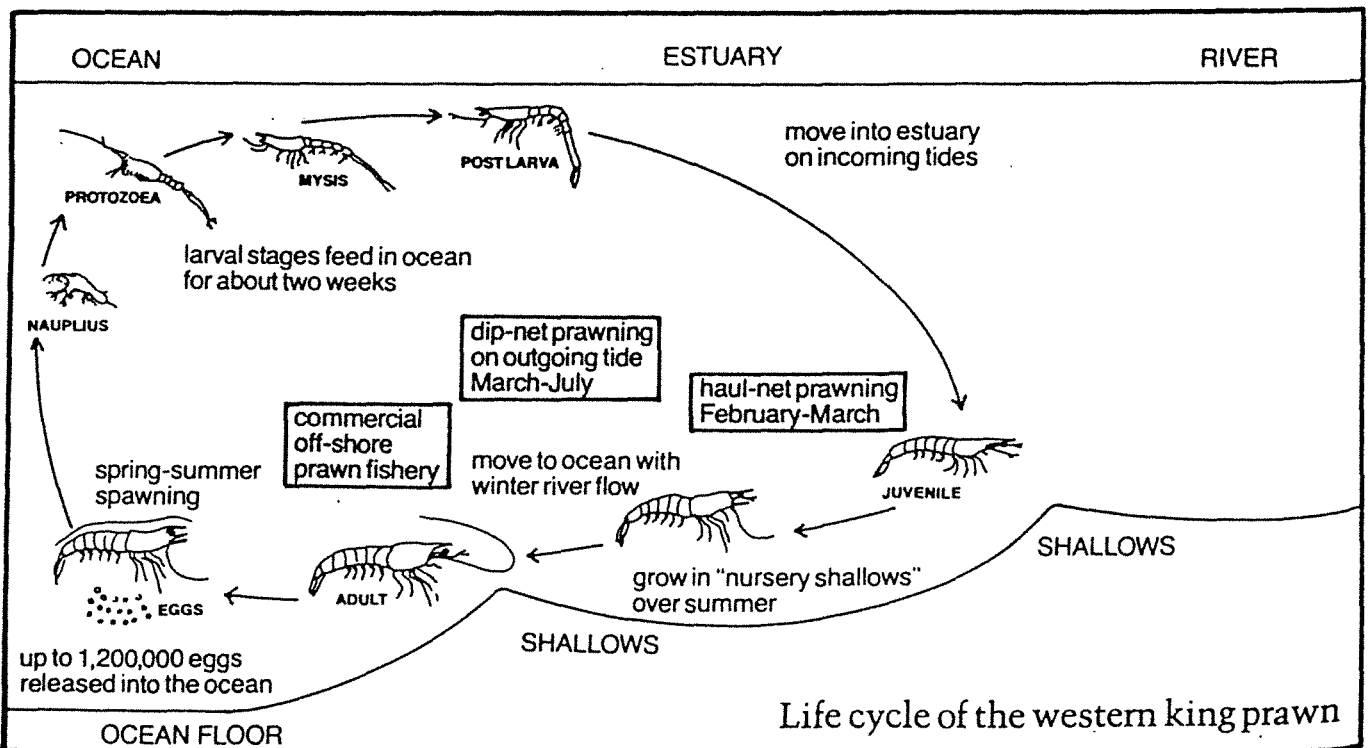 OCEAN
ESTUARY
RIVER
PROTOZOEA
MYSIS
POST LARVA
move into estuary
on incoming tides
larval stages feed in ocean
for about two weeks
NAUPLIUS
dip-net prawning
on outgoing tide
March-July
haul-net prawning
February-March
commercial
off-shore
prawn fishery
spring-summer
spawning
move to ocean with
winter river flow
JUVENILE
SHALLOWS
grow in "nursery shallows"
over summer
ADULT
EGGS
SHALLOWS
up to 1,200,000 eggs
released into the ocean
OCEAN FLOOR
Life cycle of the western king prawn